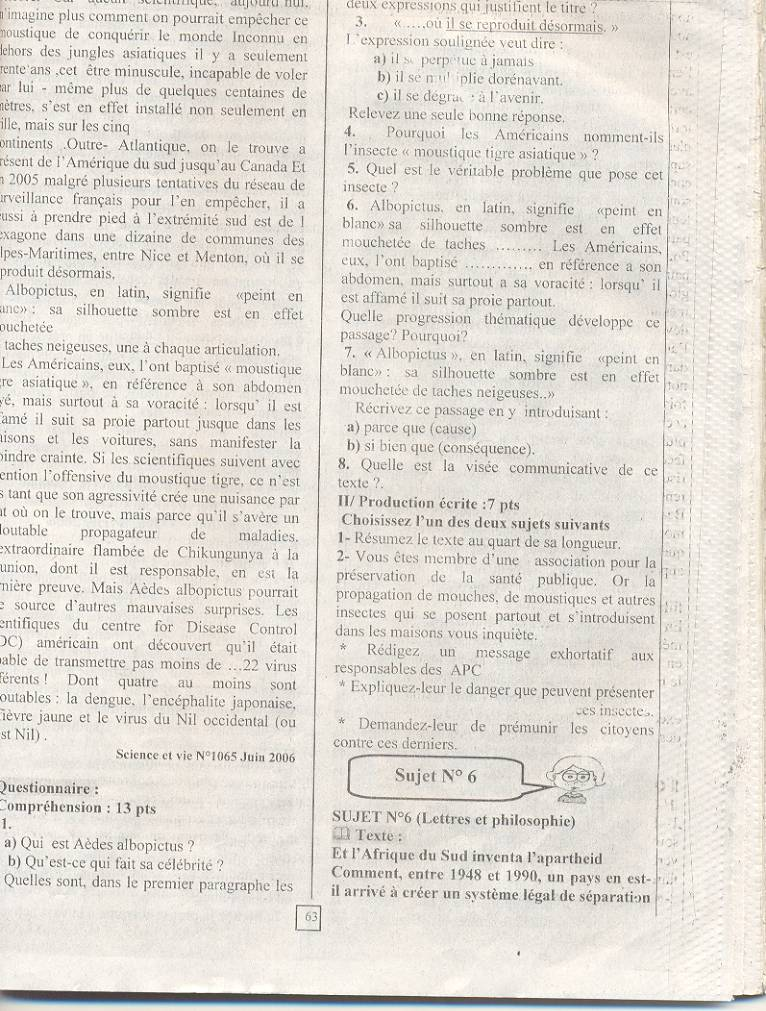 n'imagine plus comment on pourrait empêcher ce
moustique de conquérir le monde Inconnu en
dehors des jungles asiatiques il y a seulement
trente ans ,cet être minuscule, incapable de voler
par lui - même plus de quelques centaines de
mètres, s'est en effet installé non seulement en
ville, mais sur les cinq
continents .Outre- Atlantique, on le trouve a
présent de l'Amérique du sud jusqu'au Canada Et
n 2005 malgré plusieurs tentatives du réseau de
surveillance français pour l'en empêcher, il a
aussi à prendre pied à l'extrémité sud est de l
exagone dans une dizaine de communes des
lpes-Maritimes, entre Nice et Menton, où il se
produit désormais.
Albopictus, en latin, signifie «peint en
anc» : sa silhouette sombre est en effet
ouchetée
taches neigeuses, une à chaque articulation.
Les Américains, eux, l'ont baptisé « moustique
gre asiatique », en référence à son abdomen
yé, mais surtout à sa voracité : lorsqu' il est
famé il suit sa proie partout jusque dans les
aisons et les voitures, sans manifester la
oindre crainte. Si les scientifiques suivent avec
ention l'offensive du moustique tigre, ce n'est
s tant que son agressivité crée une nuisance par
ut où on le trouve, mais parce qu'il s'avère un
doutable propagateur de maladies.
extraordinaire flambée de Chikungunya à la
union, dont il est responsable, en est la
nière preuve. Mais Aèdes albopictus pourrait
e source d'autres mauvaises surprises. Les
entifiques du centre for Disease Control
DC) américain ont découvert qu'il était
pable de transmettre pas moins de ...22 virus
férents ! Dont quatre au moins sont
outables : la dengue, l'encéphalite japonaise,
fièvre jaune et le virus du Nil occidental (ou
st Nil) .
Science et vie N°1065 Juin 2006
Questionnaire :
Compréhension : 13 pts
1.
a) Qui est Aèdes albopictus ?
b) Qu'est-ce qui fait sa célébrité ?
Quelles sont, dans le premier paragraphe les
deux expressions qui justifient le titre ?
3. « .....où il se reproduit désormais. »
L'expression soulignée veut dire :
a) il se perpétue à jamais
b) il se multiplie dorénavant.
c) il se dégrade à l'avenir.
Relevez une seule bonne réponse.
4. Pourquoi les Américains nomment-ils
l'insecte « moustique tigre asiatique » ?
5. Quel est le véritable problème que pose cet
insecte ?
6. Albopictus, en latin, signifie «peint en
blanc» sa silhouette sombre est en effet
mouchetée de taches ......... Les Américains,
eux, l'ont baptisé ............. en référence a son
abdomen, mais surtout a sa voracité : lorsqu' il
est affamé il suit sa proie partout.
Quelle progression thématique développe ce
passage? Pourquoi?
7. « Albopictus », en latin, signifie «peint en
blanc» : sa silhouette sombre est en effet
mouchetée de taches neigeuses..»
Récrivez ce passage en y introduisant :
a) parce que (cause)
b) si bien que (conséquence).
8. Quelle est la visée communicative de ce
texte ?.
II/ Production écrite :7 pts
Choisissez l'un des deux sujets suivants
1- Résumez le texte au quart de sa longueur.
2- Vous êtes membre d'une association pour la
préservation de la santé publique. Or la
propagation de mouches, de moustiques et autres
insectes qui se posent partout et s'introduisent
dans les maisons vous inquiète.
* Rédigez un message exhortatif aux
responsables des APC
* Expliquez-leur le danger que peuvent présenter
ces insectes.
* Demandez-leur de prémunir les citoyens
contre ces derniers.
Sujet N° 6
SUJET N°6 (Lettres et philosophie)
Texte :
Et l'Afrique du Sud inventa l'apartheid
Comment, entre 1948 et 1990, un pays en est-
il arrivé à créer un système légal de séparation
63